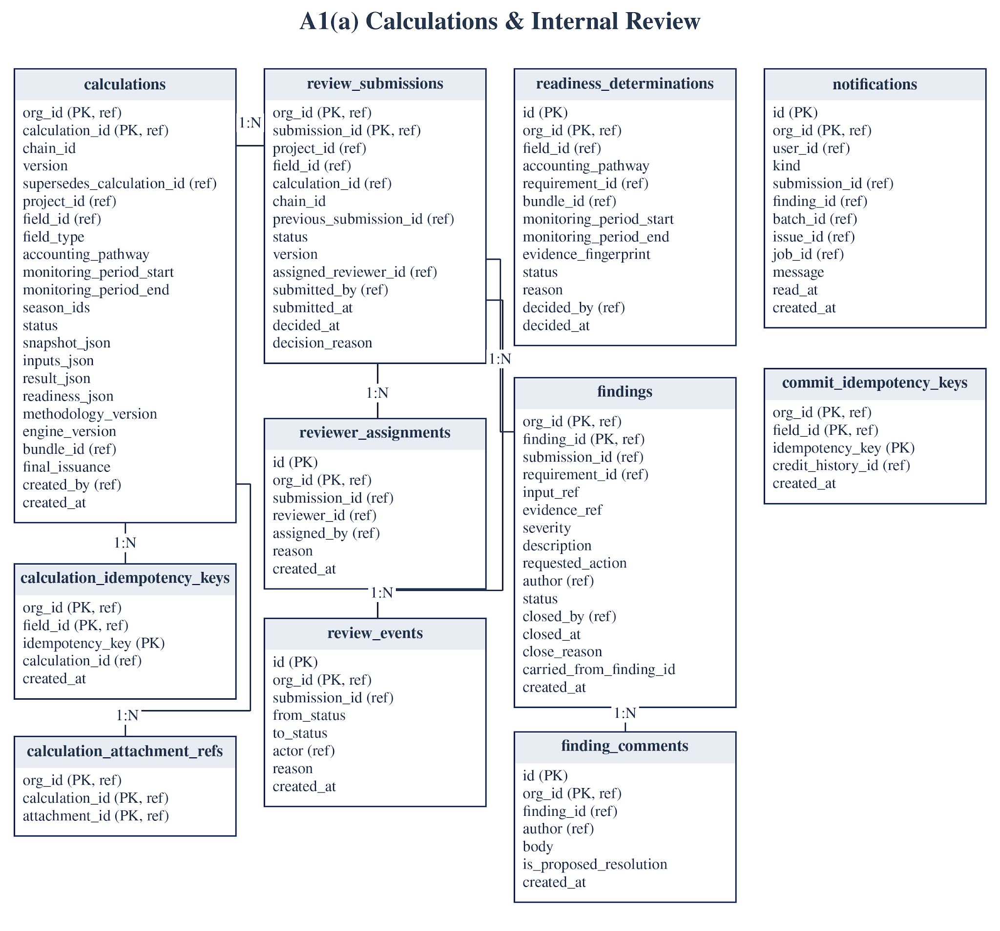 A1(a) Calculations & Internal Review
calculations
org_id (PK, ref)
calculation_id (PK, ref)
chain_id
version
supersedes_calculation_id (ref)
project_id (ref)
field_id (ref)
field_type
accounting_pathway
monitoring_period_start
monitoring_period_end
season_ids
status
snapshot_json
inputs_json
result_json
readiness_json
methodology_version
engine_version
bundle_id (ref)
final_issuance
created_by (ref)
created_at
1:N
calculation_idempotency_keys
org_id (PK, ref)
field_id (PK, ref)
idempotency_key (PK)
calculation_id (ref)
created_at
1:N
calculation_attachment_refs
org_id (PK, ref)
calculation_id (PK, ref)
attachment_id (PK, ref)
1:N
review_submissions
org_id (PK, ref)
submission_id (PK, ref)
project_id (ref)
field_id (ref)
calculation_id (ref)
chain_id
previous_submission_id (ref)
status
version
assigned_reviewer_id (ref)
submitted_by (ref)
submitted_at
decided_at
decision_reason
1:N
reviewer_assignments
id (PK)
org_id (PK, ref)
submission_id (ref)
reviewer_id (ref)
assigned_by (ref)
reason
created_at
1:N
review_events
id (PK)
org_id (PK, ref)
submission_id (ref)
from_status
to_status
actor (ref)
reason
created_at
readiness_determinations
id (PK)
org_id (PK, ref)
field_id (ref)
accounting_pathway
requirement_id (ref)
bundle_id (ref)
monitoring_period_start
monitoring_period_end
evidence_fingerprint
status
reason
decided_by (ref)
decided_at
1:N
findings
org_id (PK, ref)
finding_id (PK, ref)
submission_id (ref)
requirement_id (ref)
input_ref
evidence_ref
severity
description
requested_action
author (ref)
status
closed_by (ref)
closed_at
close_reason
carried_from_finding_id
created_at
1:N
finding_comments
id (PK)
org_id (PK, ref)
finding_id (ref)
author (ref)
body
is_proposed_resolution
created_at
notifications
id (PK)
org_id (PK, ref)
user_id (ref)
kind
submission_id (ref)
finding_id (ref)
batch_id (ref)
issue_id (ref)
job_id (ref)
message
read_at
created_at
commit_idempotency_keys
org_id (PK, ref)
field_id (PK, ref)
idempotency_key (PK)
credit_history_id (ref)
created_at